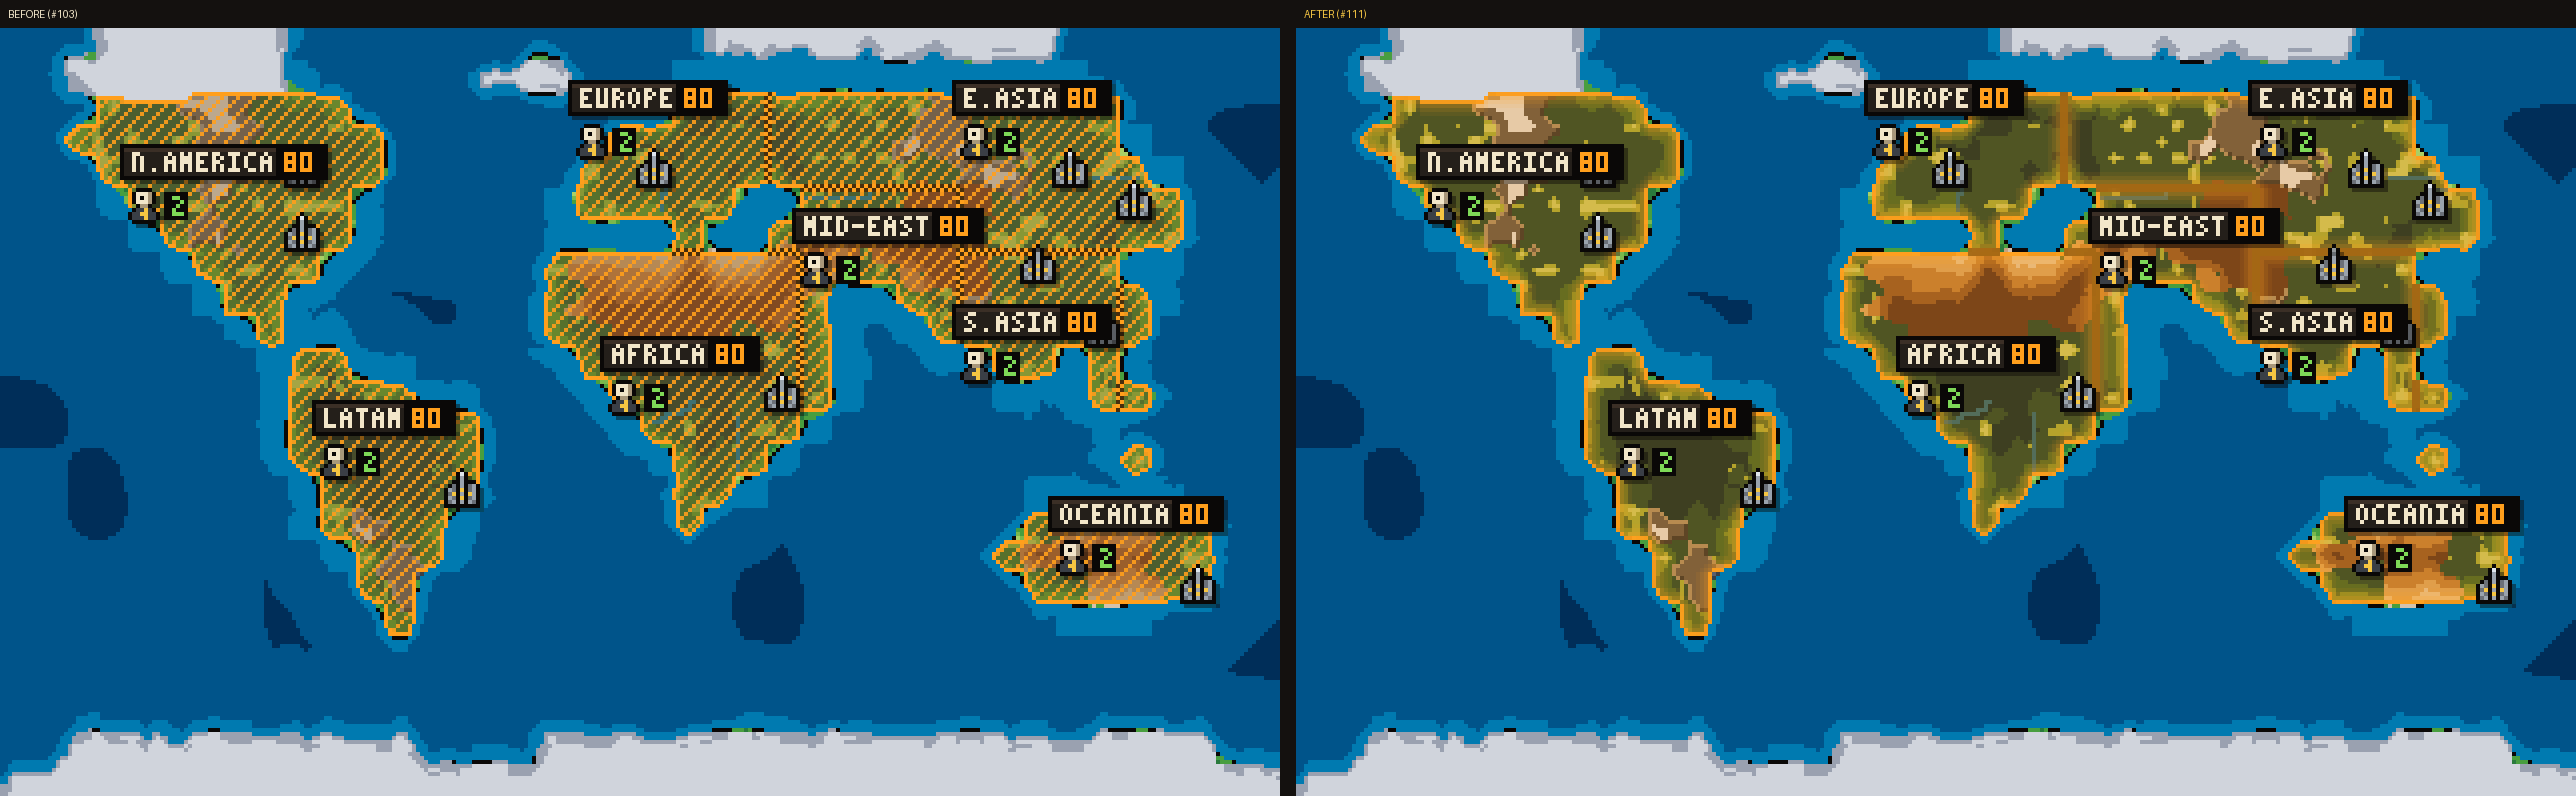 BEFORE (#103)
EUROPE 80
E.ASIA 80
2
2
N.AMERICA 80
2
MID-EAST 80
2
S.ASIA 80
AFRICA 80
2
2
LATAM 80
2
OCEANIA 80
2
AFTER (#111)
EUROPE 80
E.ASIA 80
2
2
N.AMERICA 80
2
MID-EAST 80
2
S.ASIA 80
AFRICA 80
2
2
LATAM 80
2
OCEANIA 80
2